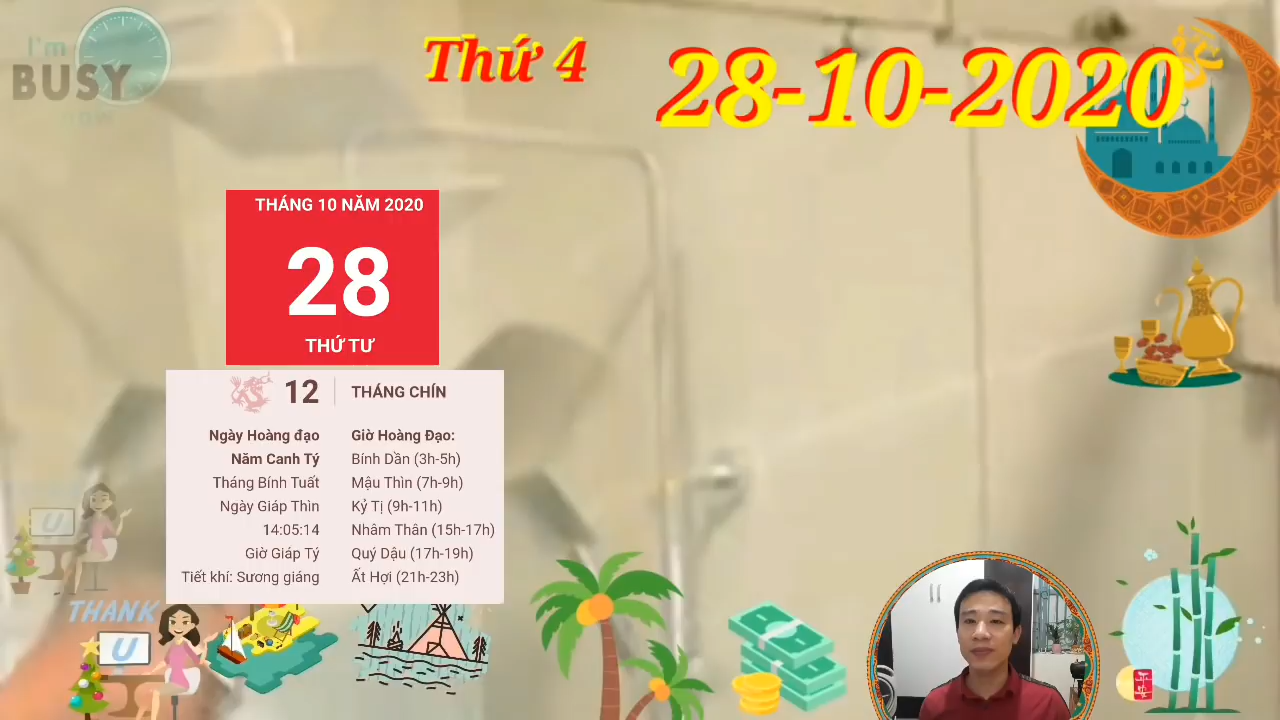 I'm
BUSY
now
Thứ 4
28-10-2020
THÁNG 10 NĂM 2020
28
THỨ TƯ
12
THÁNG CHÍN
Ngày Hoàng đạo
Năm Canh Tý
Tháng Bính Tuất
Ngày Giáp Thìn
14:05:14
Giờ Giáp Tý
Tiết khí: Sương giáng
Giờ Hoàng Đạo:
Bính Dần (3h-5h)
Mậu Thìn (7h-9h)
Kỷ Tị (9h-11h)
Nhâm Thân (15h-17h)
Quý Dậu (17h-19h)
Ất Hợi (21h-23h)
U
THANK
U